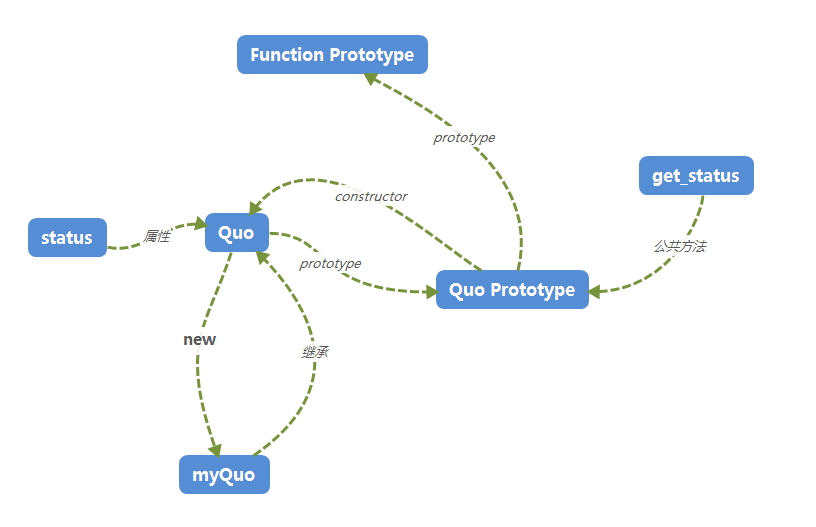 Function Prototype
prototype
get_status
constructor
status
属性
Quo
公共方法
prototype
Quo Prototype
new
继承
myQuo